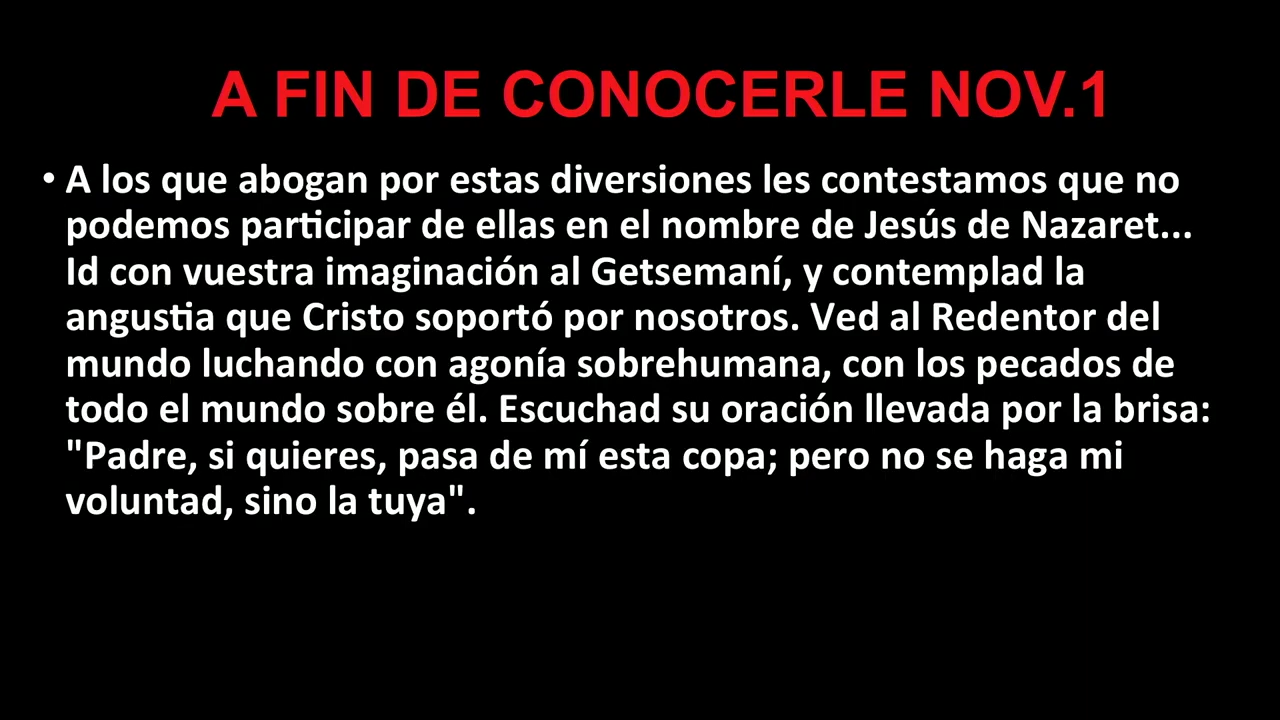 A FIN DE CONOCERLE NOV.1
• A los que abogan por estas diversiones les contestamos que no
podemos participar de ellas en el nombre de Jesús de Nazaret...
Id con vuestra imaginación al Getsemaní, y contemplad la
angustia que Cristo soportó por nosotros. Ved al Redentor del
mundo luchando con agonía sobrehumana, con los pecados de
todo el mundo sobre él. Escuchad su oración llevada por la brisa:
"Padre, si quieres, pasa de mí esta copa; pero no se haga mi
voluntad, sino la tuya".